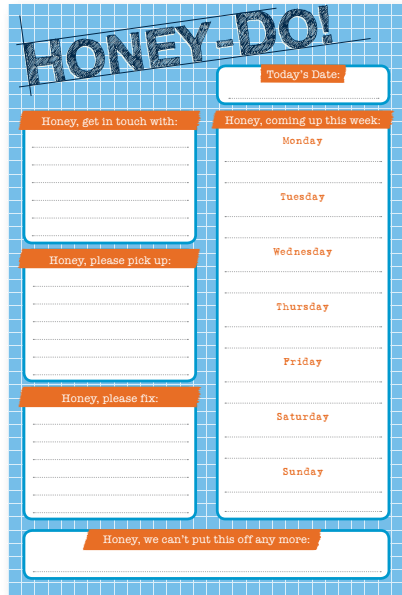 HONEY-DO!
Today's Date:
Honey, get in touch with:
Honey, please pick up:
Honey, please fix:
Honey, coming up this week:
Monday
Tuesday
Wednesday
Thursday
Friday
Saturday
Sunday
Honey, we can't put this off any more: